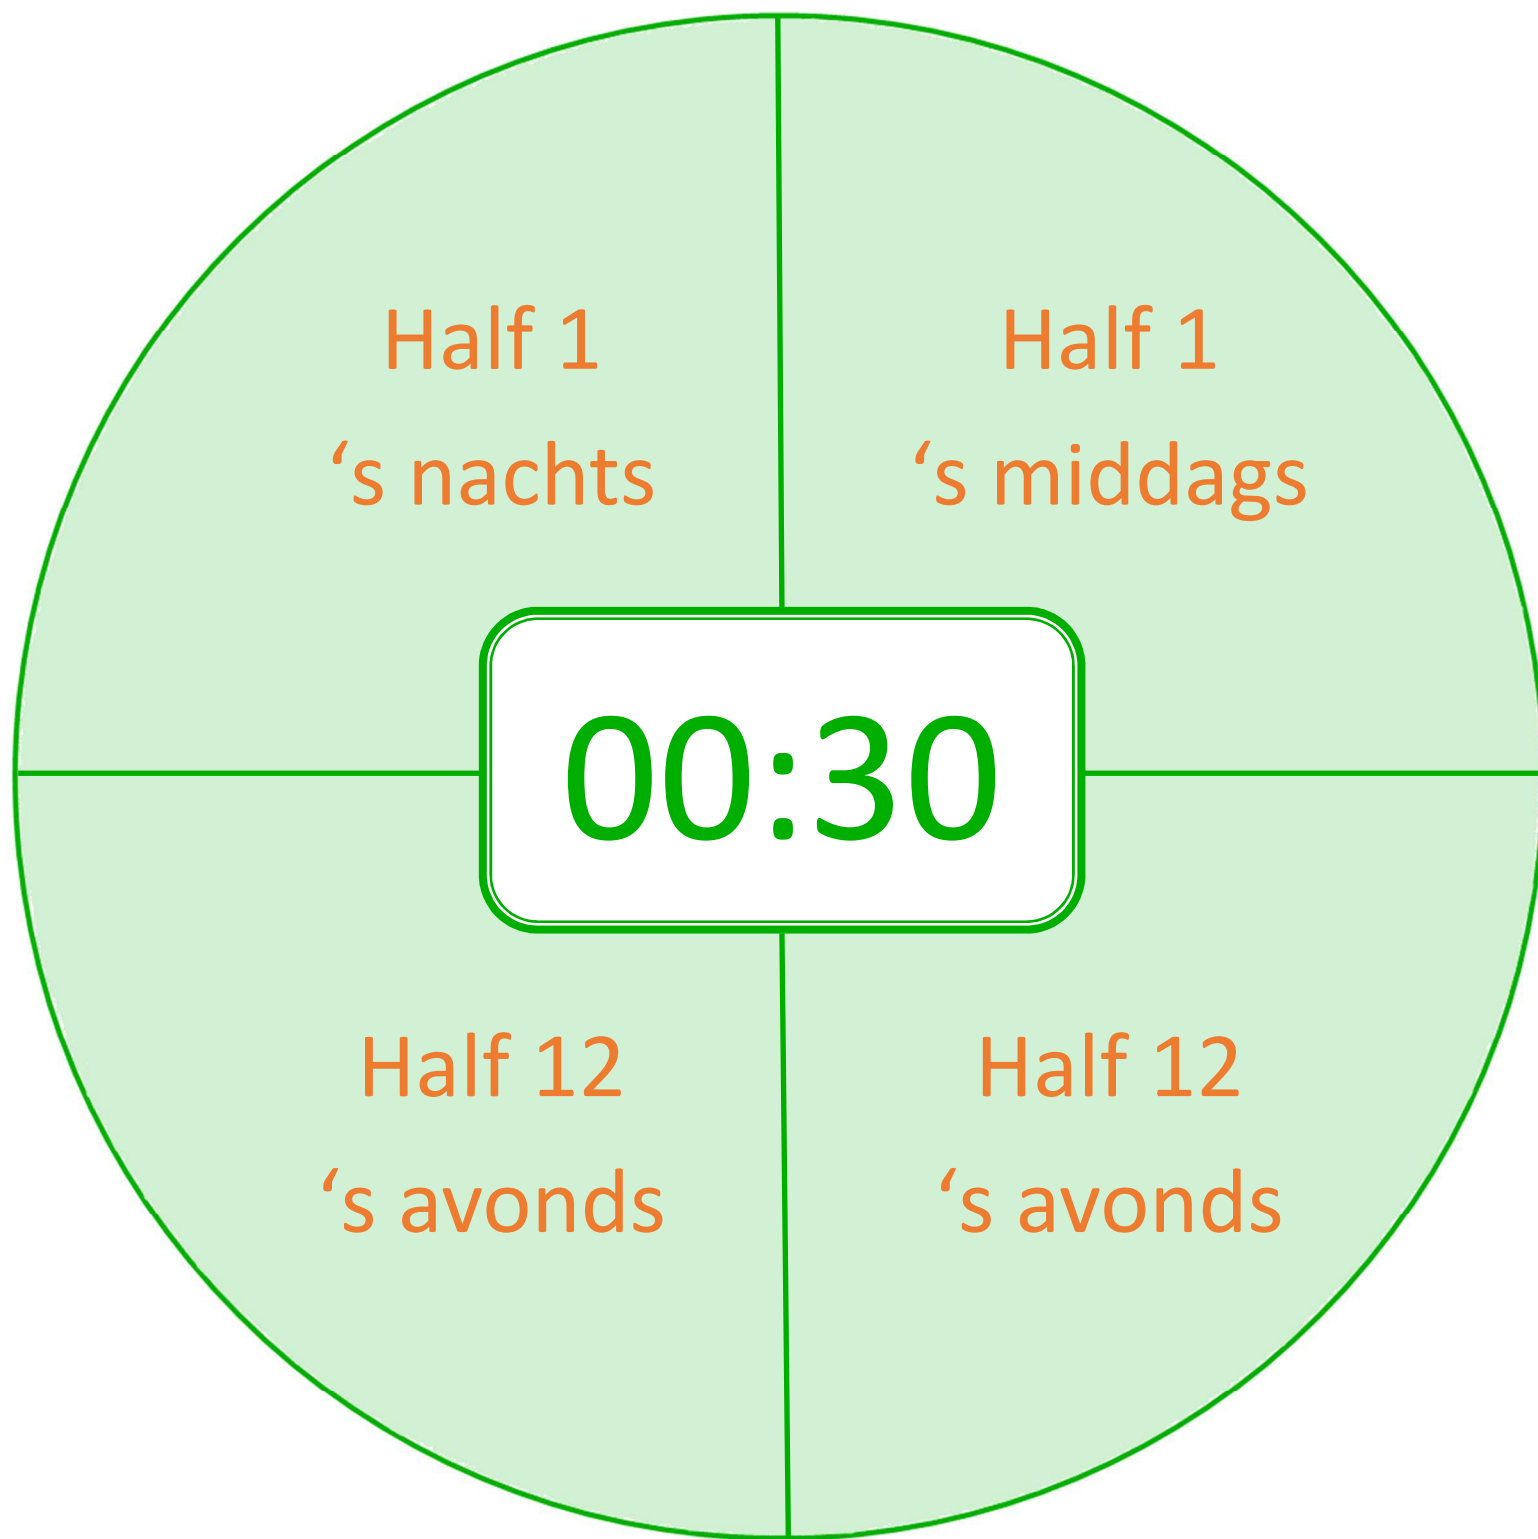 Half 1
‘s nachts
Half 1
‘s middags
00:30
Half 12
‘s avonds
Half 12
‘s avonds